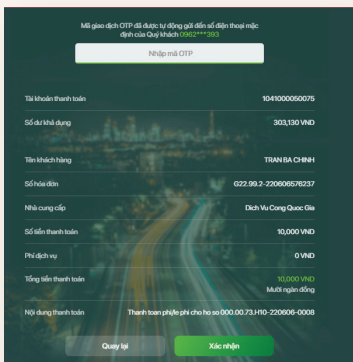 Mã giao dịch OTP đã được tự động gửi đến số điện thoại mặc
định của Quý khách 0962***393
Nhập mã OTP
Tài khoản thanh toán 1041000050075
Số dư khả dụng 303,130 VND
Tên khách hàng TRAN BA CHINH
Số hóa đơn G22.99.2-220606576237
Nhà cung cấp Dich Vu Cong Quoc Gia
Số tiền thanh toán 10,000 VND
Phí dịch vụ 0 VND
Tổng tiền thanh toán 10,000 VND
Mười ngàn đồng
Nội dung thanh toán Thanh toan phi/le phi cho ho so 000.00.73.H10-220606-0008
Quay lại Xác nhận